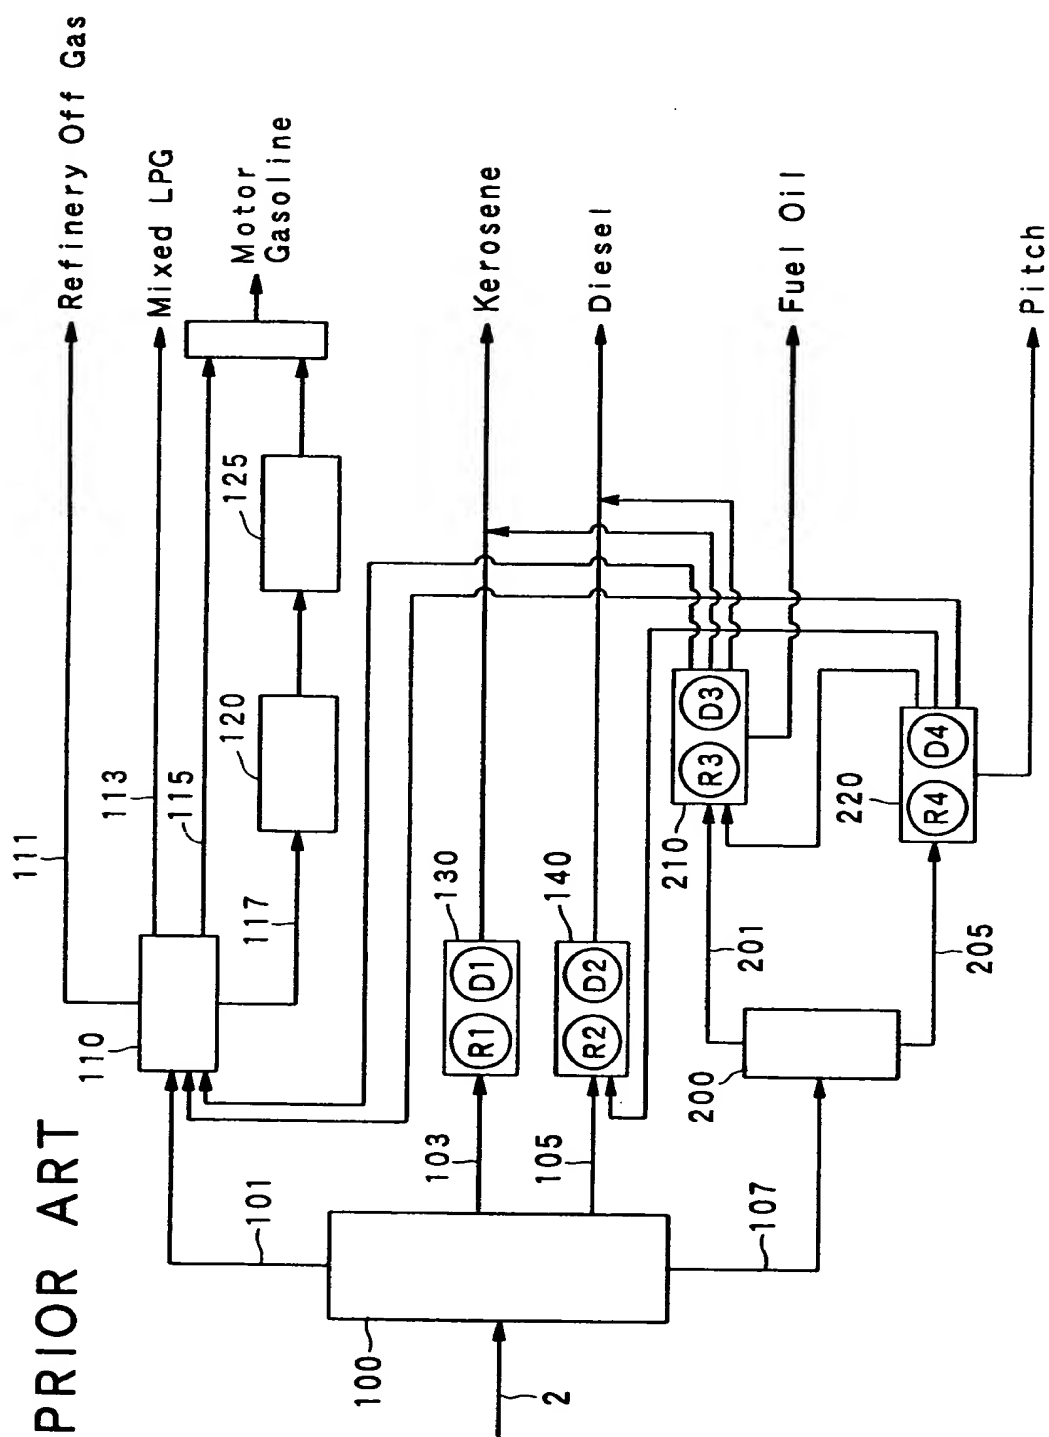 PRIOR ART
Refinery Off Gas
Mixed LPG
Motor
Gasoline
Kerosene
Diesel
Fuel Oil
Pitch
111
113
115
117
110
120
125
101
103
105
107
100
2
130
R1
D1
140
R2
D2
200
201
205
210
R3
D3
220
R4
D4